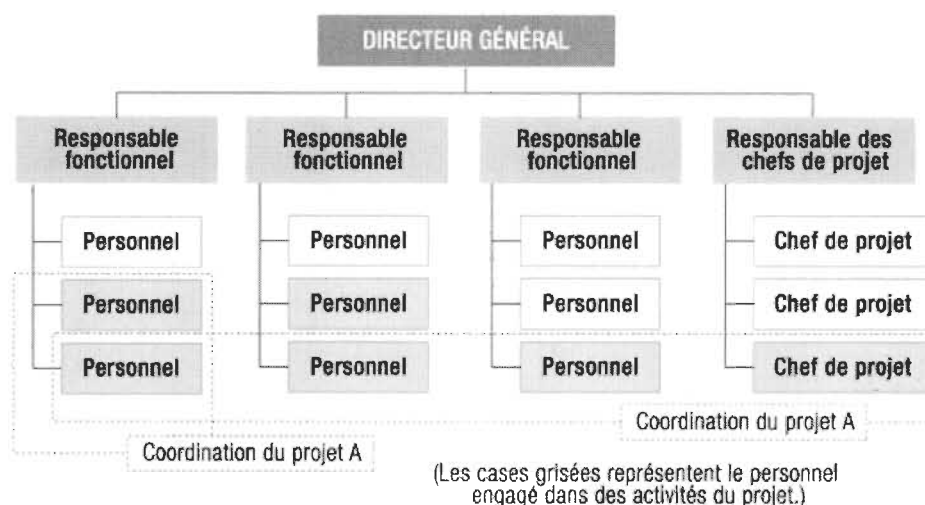 DIRECTEUR GÉNÉRAL
Responsable
fonctionnel
Responsable
fonctionnel
Responsable
fonctionnel
Responsable des
chefs de projet
Personnel
Personnel
Personnel
Chef de projet
Personnel
Personnel
Personnel
Chef de projet
Personnel
Personnel
Personnel
Chef de projet
Coordination du projet A
Coordination du projet A
(Les cases grisées représentent le personnel
engagé dans des activités du projet.)